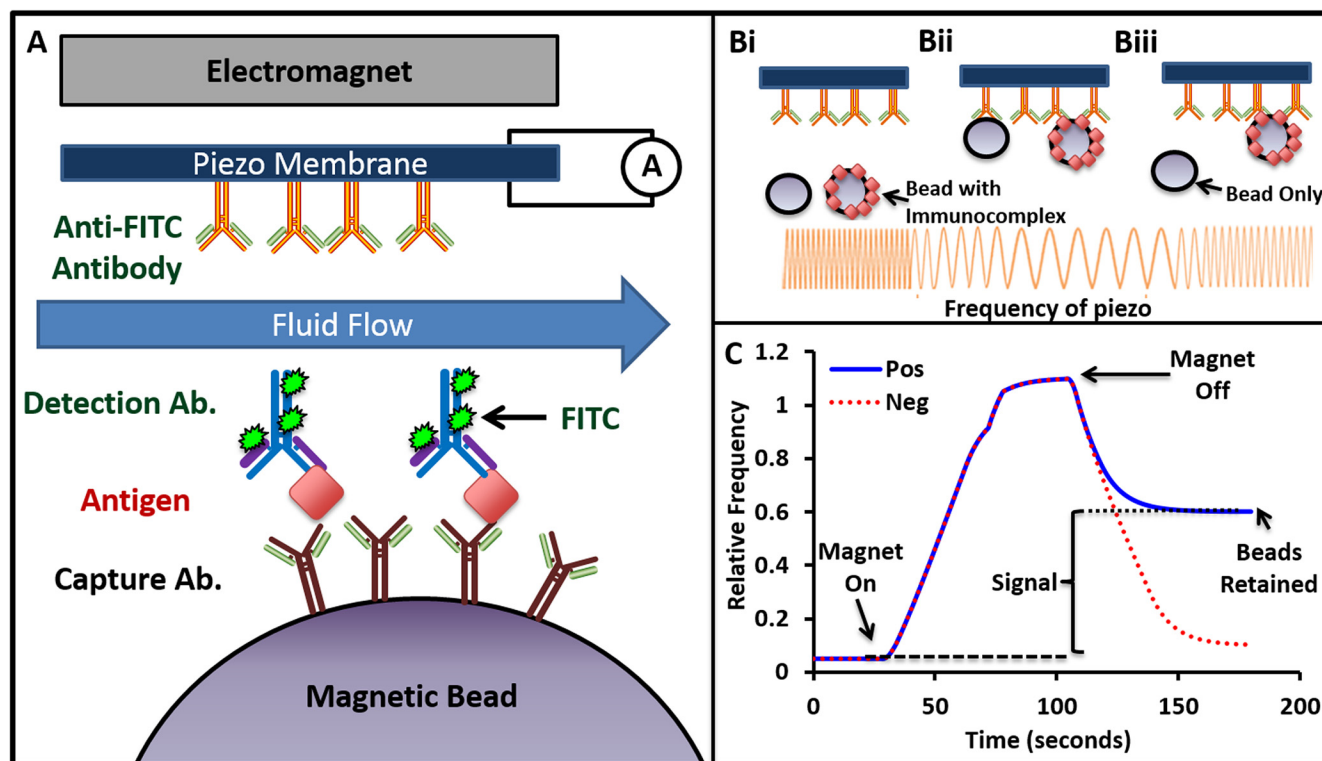 A
Electromagnet
Piezo Membrane
A
Anti-FITC
Antibody
Fluid Flow
Detection Ab.
FITC
Antigen
Capture Ab.
Magnetic Bead
Bi
Bii
Biii
Bead with
Immunocomplex
Bead Only
Frequency of piezo
C
Relative Frequency
1.2
1
0.8
0.6
0.4
0.2
0
Pos
Neg
Magnet
Off
Magnet
On
Signal
Beads
Retained
0
50
100
150
200
Time (seconds)